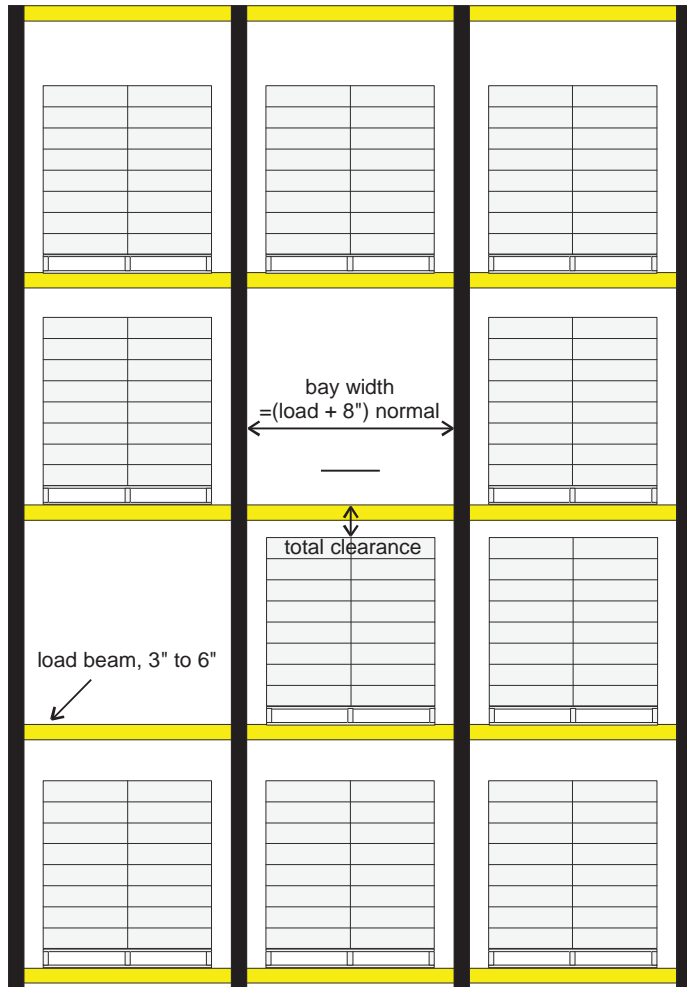 bay width
=(load + 8") normal
total clearance
load beam, 3" to 6"